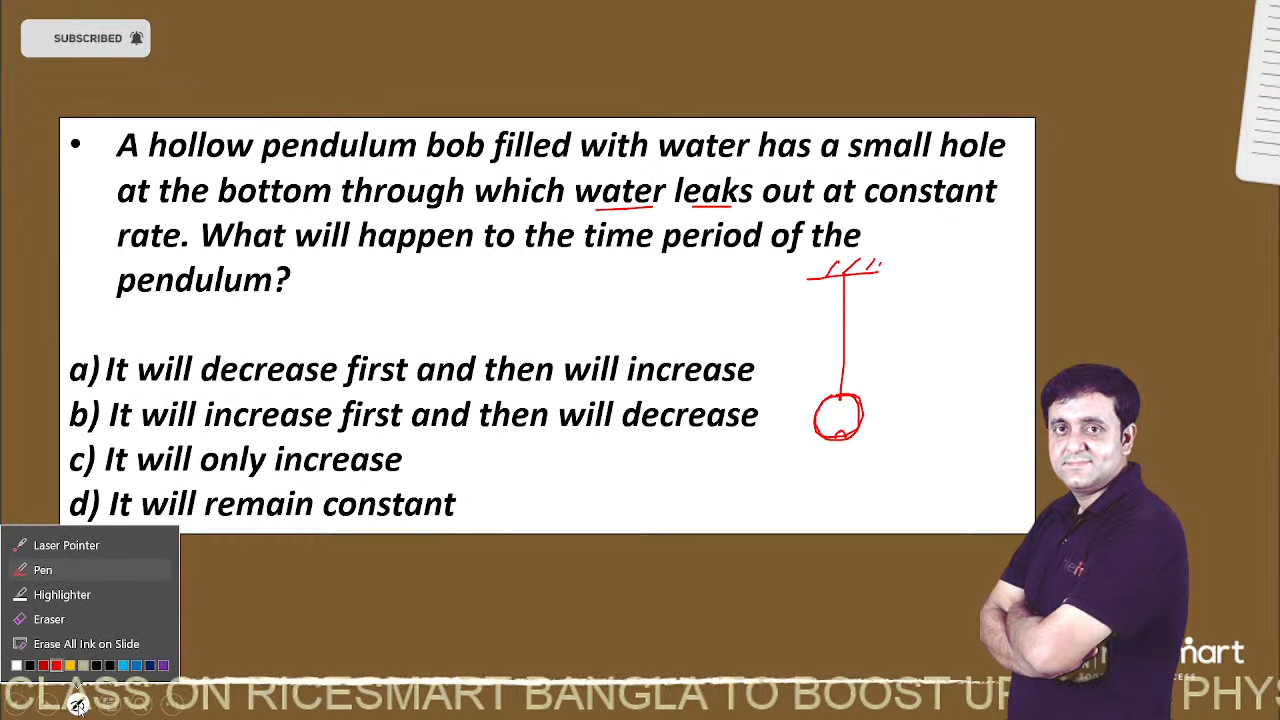 SUBSCRIBED
• A hollow pendulum bob filled with water has a small hole
at the bottom through which water leaks out at constant
rate. What will happen to the time period of the
pendulum?
a) It will decrease first and then will increase
b) It will increase first and then will decrease
c) It will only increase
d) It will remain constant
Laser Pointer
Pen
Highlighter
Eraser
Erase All Ink on Slide
CLASS ON RICESMART BANGLA TO BOOST UP PHYS